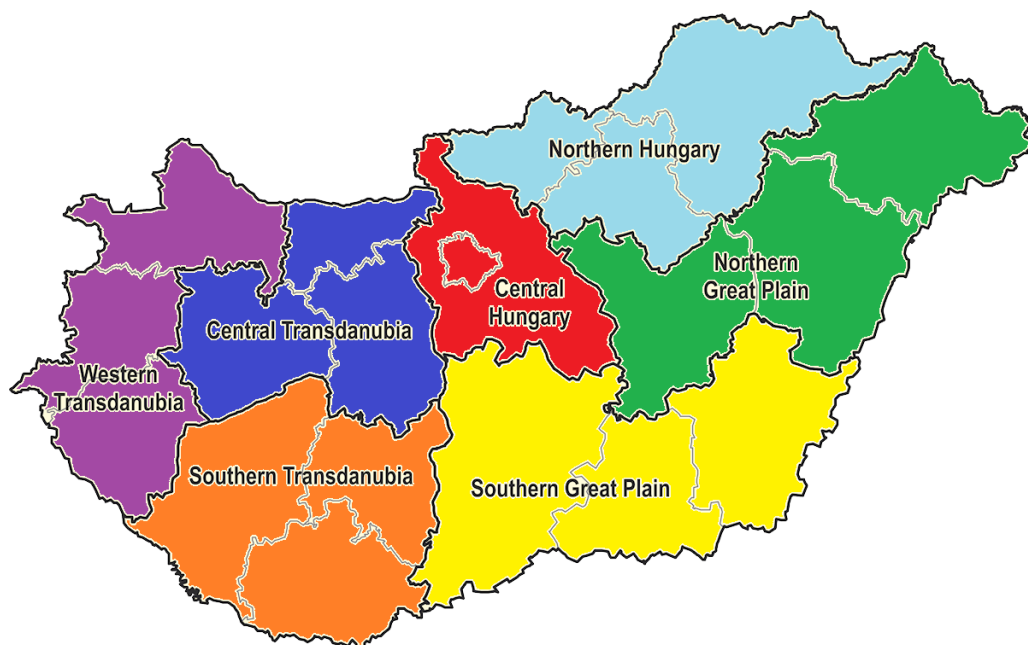 Northern Hungary
Northern
Great Plain
Central
Hungary
Central Transdanubia
Western
Transdanubia
Southern Transdanubia
Southern Great Plain